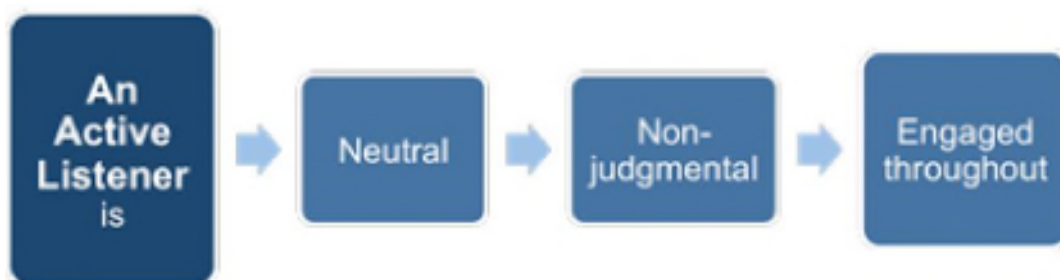 An
Active
Listener
is
Neutral
Non-
judgmental
Engaged
throughout